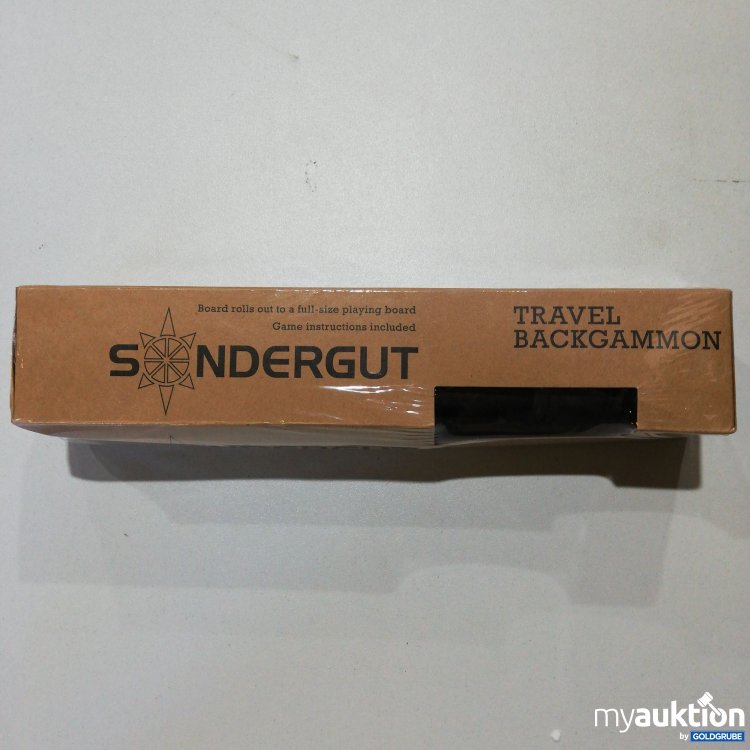 Board rolls out to a full-size playing board
Game instructions included
SONDERGUT
TRAVEL
BACKGAMMON
myauktion
by GOLDGRUBE